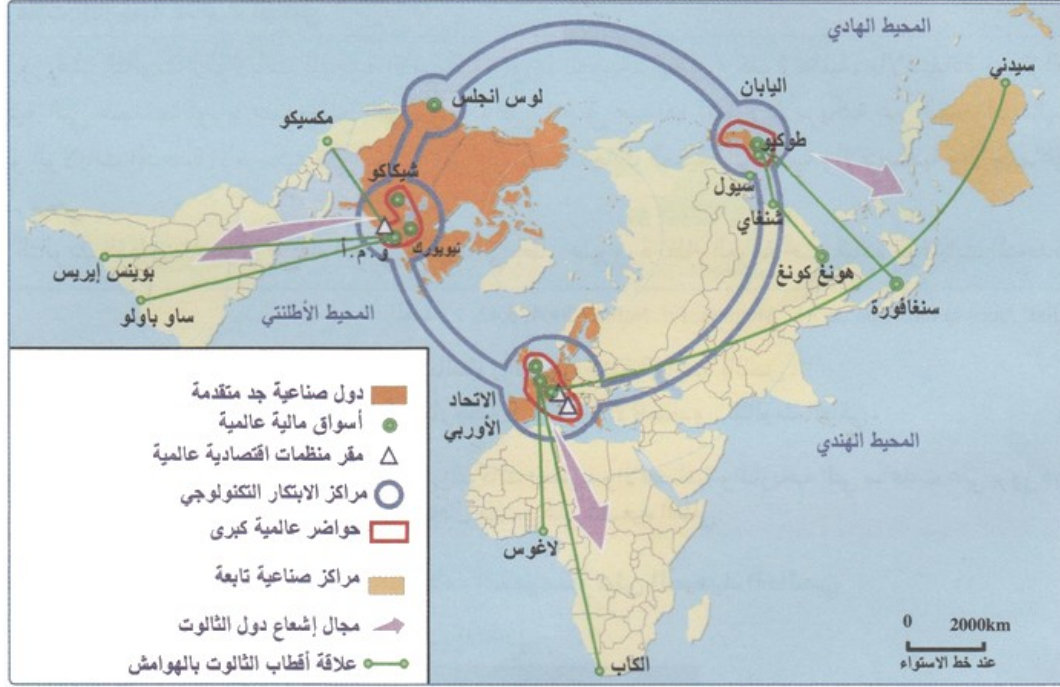 المحيط الهادي
سيدني
اليابان
لوس انجلس
مكسيكو
طوكيو
شيكاكو
سيول
شنغاي
نيويورك
و.م.أ
هونغ كونغ
بوينس إيريس
سنغافورة
ساو باولو
المحيط الأطلنتي
الاتحاد
الأوربي
المحيط الهندي
لاغوس
الكاب
دول صناعية جد متقدمة
أسواق مالية عالمية
مقر منظمات اقتصادية عالمية
مراكز الابتكار التكنولوجي
حواضر عالمية كبرى
مراكز صناعية تابعة
مجال إشعاع دول الثالوت
علاقة أقطاب الثالوت بالهوامش
0 2000km
عند خط الاستواء